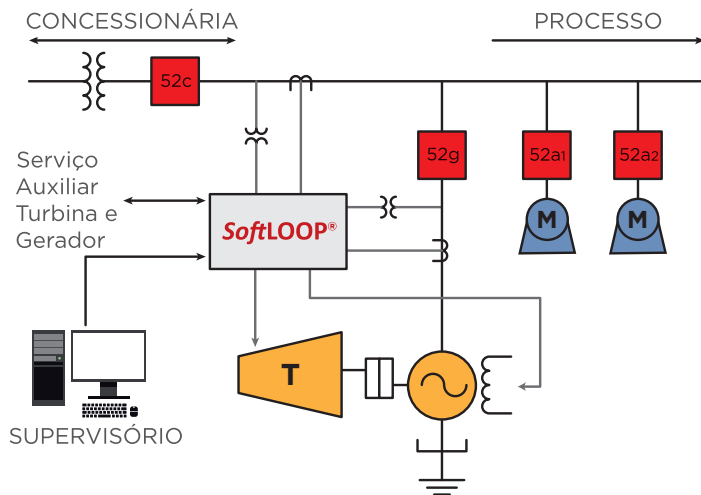 CONCESSIONÁRIA
PROCESSO
52c
52g
52a1
52a2
Serviço
Auxiliar
Turbina e
Gerador
SoftLOOP®
M
M
T
SUPERVISÓRIO